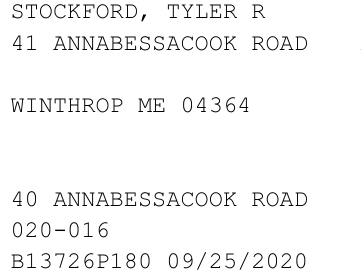 STOCKFORD, TYLER R
41 ANNABESSACOOK ROAD
WINTHROP ME 04364
40 ANNABESSACOOK ROAD
020-016
B13726P180 09/25/2020